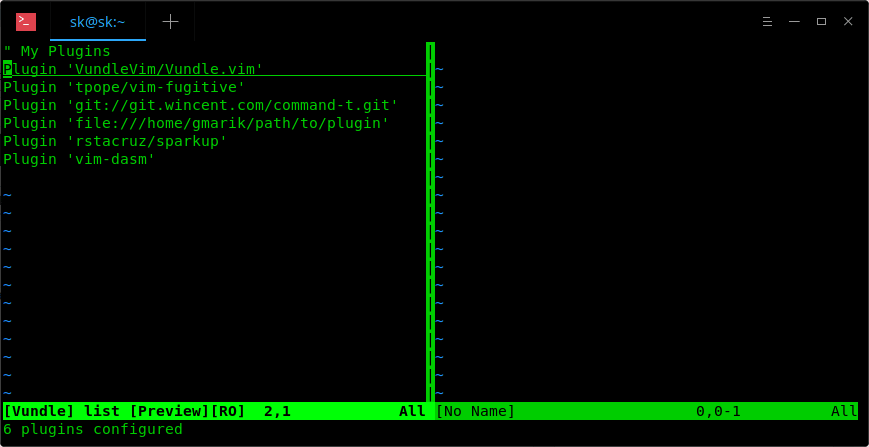 sk@sk:~
" My Plugins
Plugin 'VundleVim/Vundle.vim'
Plugin 'tpope/vim-fugitive'
Plugin 'git://git.wincent.com/command-t.git'
Plugin 'file:///home/gmarik/path/to/plugin'
Plugin 'rstacruz/sparkup'
Plugin 'vim-dasm'
[Vundle] list [Preview][RO]  2,1            All [No Name]                    0,0-1          All
6 plugins configured